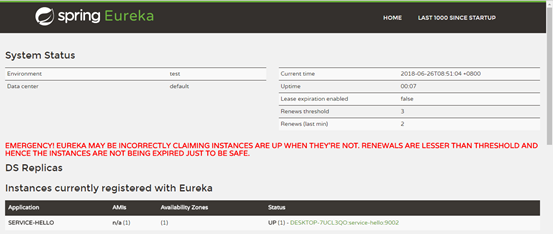 spring Eureka HOME LAST 1000 SINCE STARTUP
System Status
Environment test
Data center default
Current time 2018-06-26T08:51:04 +0800
Uptime 00:07
Lease expiration enabled false
Renews threshold 3
Renews (last min) 2
EMERGENCY! EUREKA MAY BE INCORRECTLY CLAIMING INSTANCES ARE UP WHEN THEY'RE NOT. RENEWALS ARE LESSER THAN THRESHOLD AND
HENCE THE INSTANCES ARE NOT BEING EXPIRED JUST TO BE SAFE.
DS Replicas
Instances currently registered with Eureka
Application AMIs Availability Zones Status
SERVICE-HELLO n/a (1) (1) UP (1) - DESKTOP-7UCL3QO:service-hello:9002